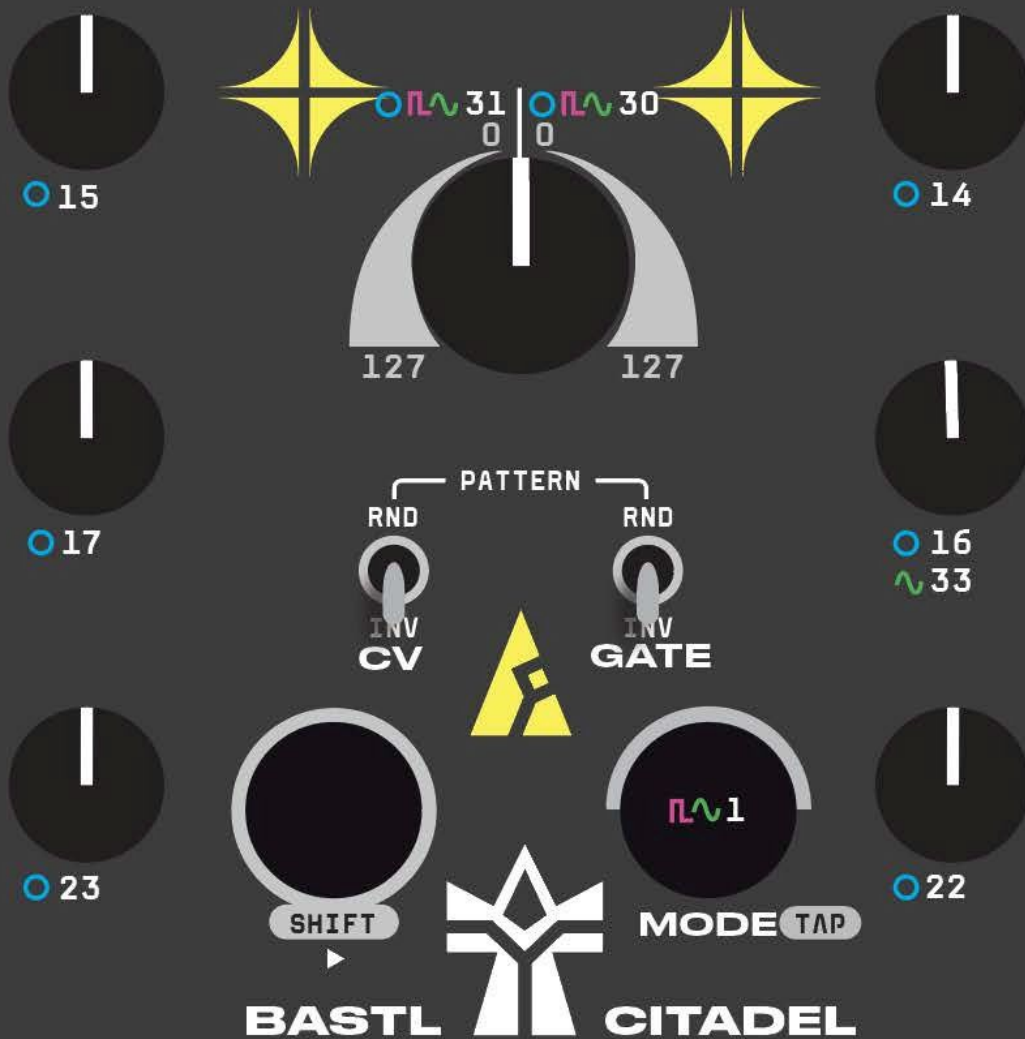 31 30
0 0
15
14
127 127
PATTERN
RND RND
17
16
33
INV INV
CV GATE
1
23
22
SHIFT
MODE TAP
BASTL CITADEL